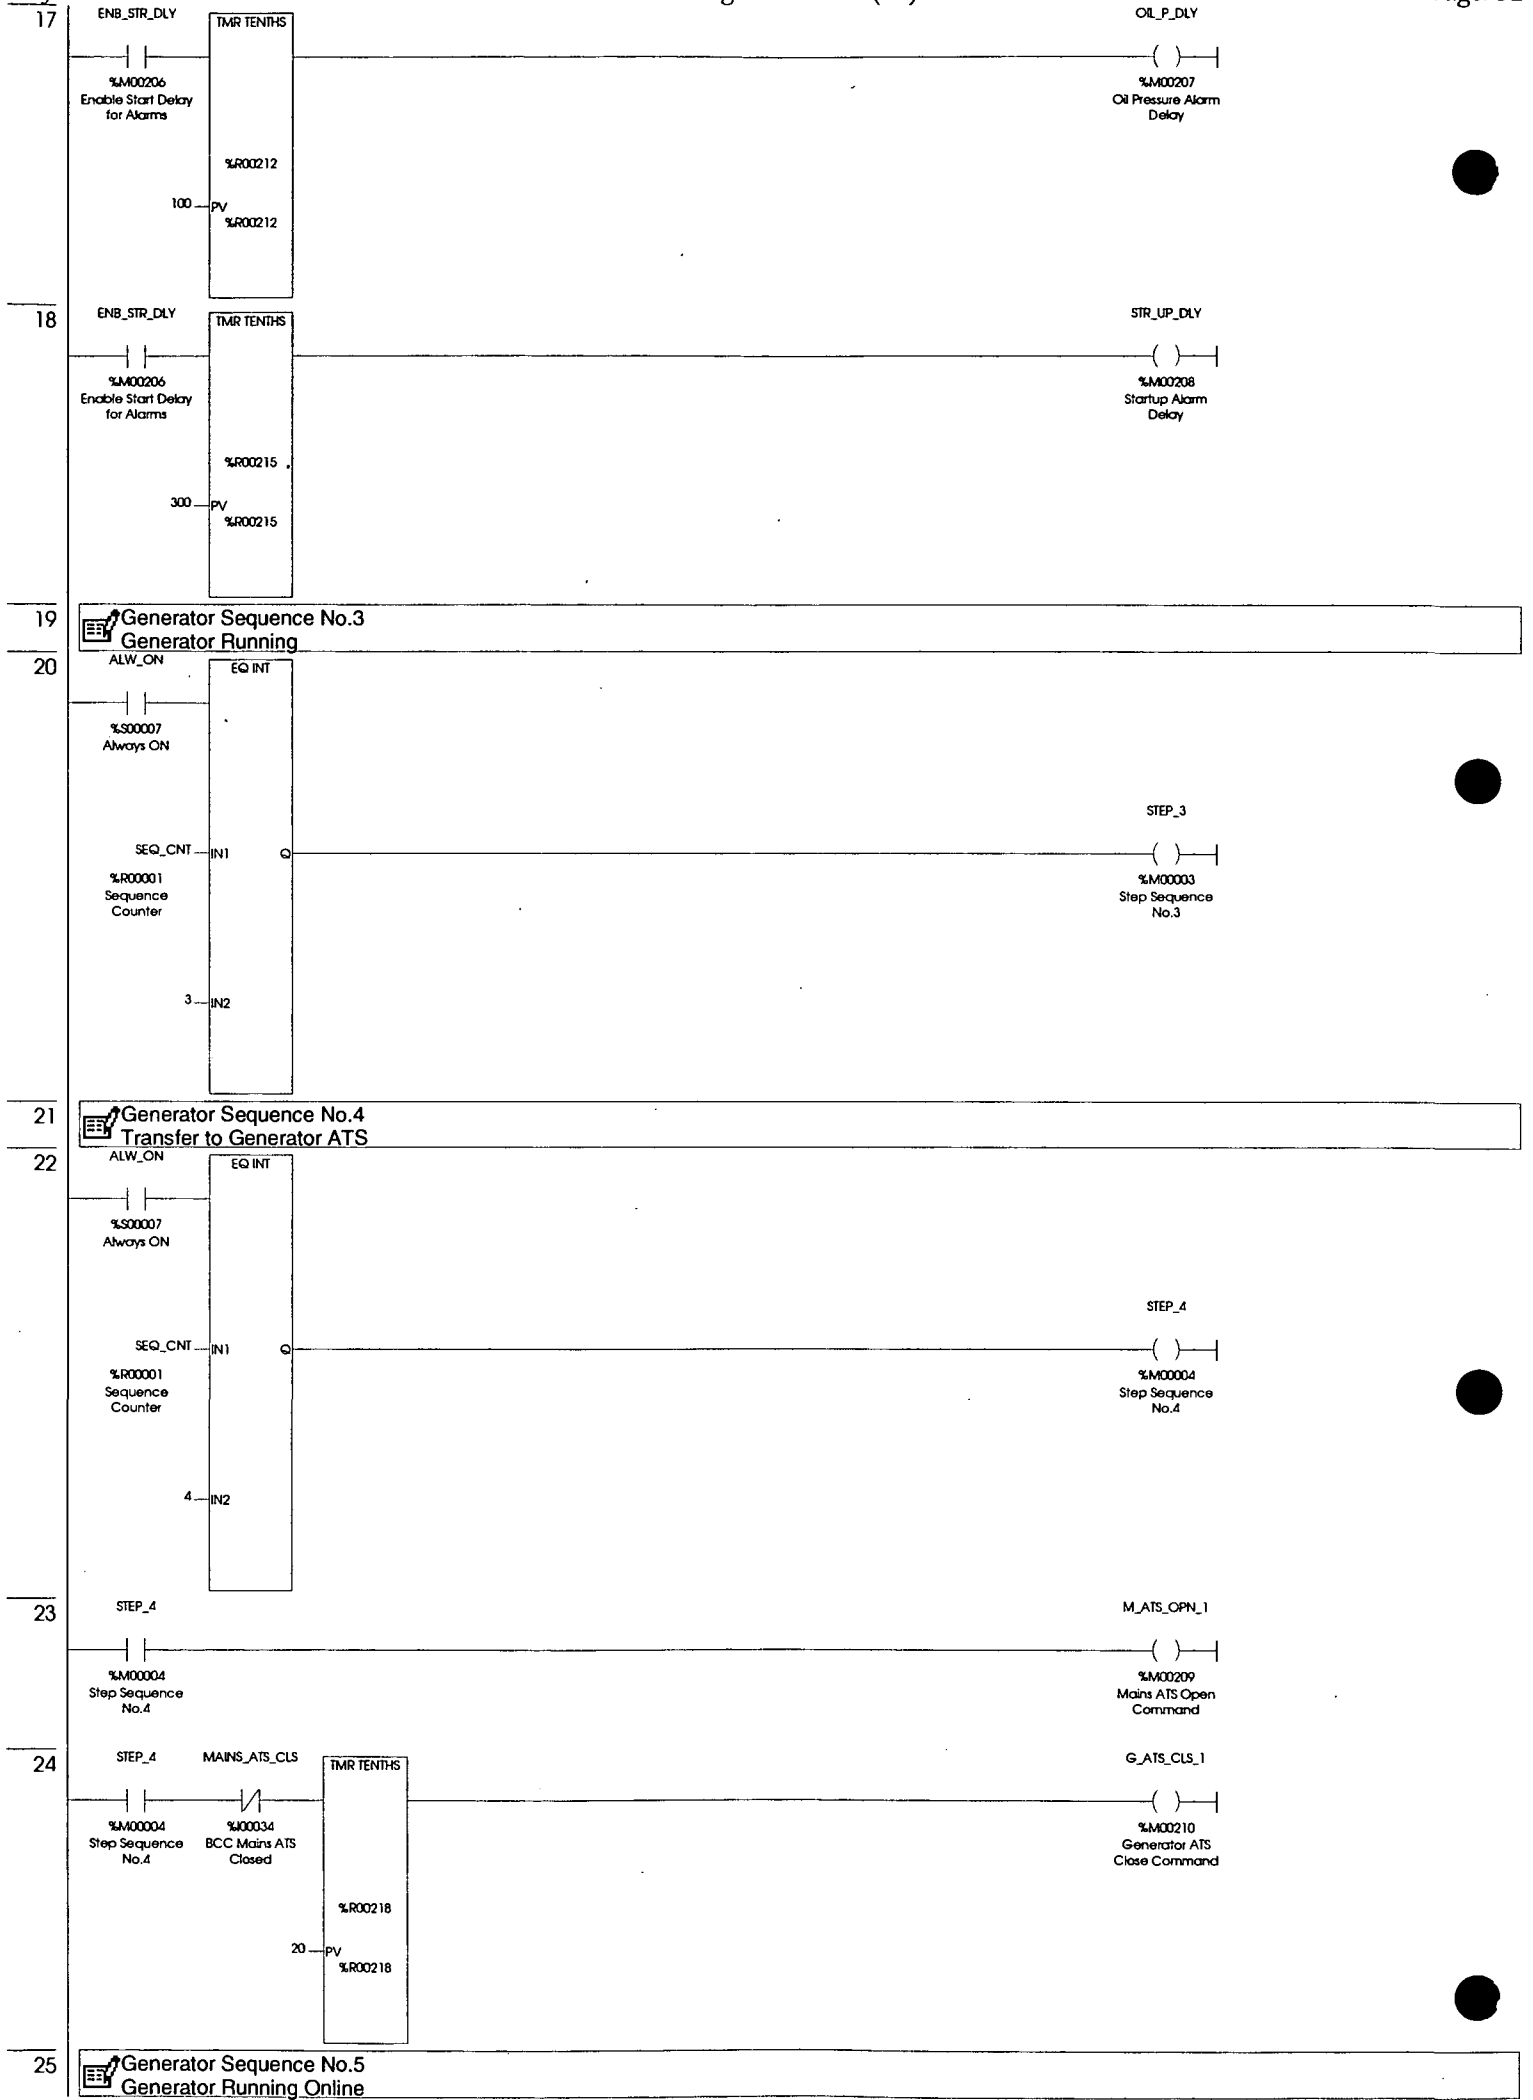 17
ENB_STR_DLY
TMR TENTHS
OIL_P_DLY
%M00206
Enable Start Delay
for Alarms
%M00207
Oil Pressure Alarm
Delay
%R00212
100
PV
%R00212
18
ENB_STR_DLY
TMR TENTHS
STR_UP_DLY
%M00206
Enable Start Delay
for Alarms
%M00208
Startup Alarm
Delay
%R00215
300
PV
%R00215
19
Generator Sequence No.3
Generator Running
20
ALW_ON
EQ INT
%S00007
Always ON
STEP_3
SEQ_CNT
IN1
Q
%R00001
Sequence
Counter
%M00003
Step Sequence
No.3
3
IN2
21
Generator Sequence No.4
Transfer to Generator ATS
22
ALW_ON
EQ INT
%S00007
Always ON
STEP_4
SEQ_CNT
IN1
Q
%R00001
Sequence
Counter
%M00004
Step Sequence
No.4
4
IN2
23
STEP_4
M_ATS_OPN_1
%M00004
Step Sequence
No.4
%M00209
Mains ATS Open
Command
24
STEP_4
MAINS_ATS_CLS
TMR TENTHS
G_ATS_CLS_1
%M00004
Step Sequence
No.4
%I00034
BCC Mains ATS
Closed
%M00210
Generator ATS
Close Command
%R00218
20
PV
%R00218
25
Generator Sequence No.5
Generator Running Online